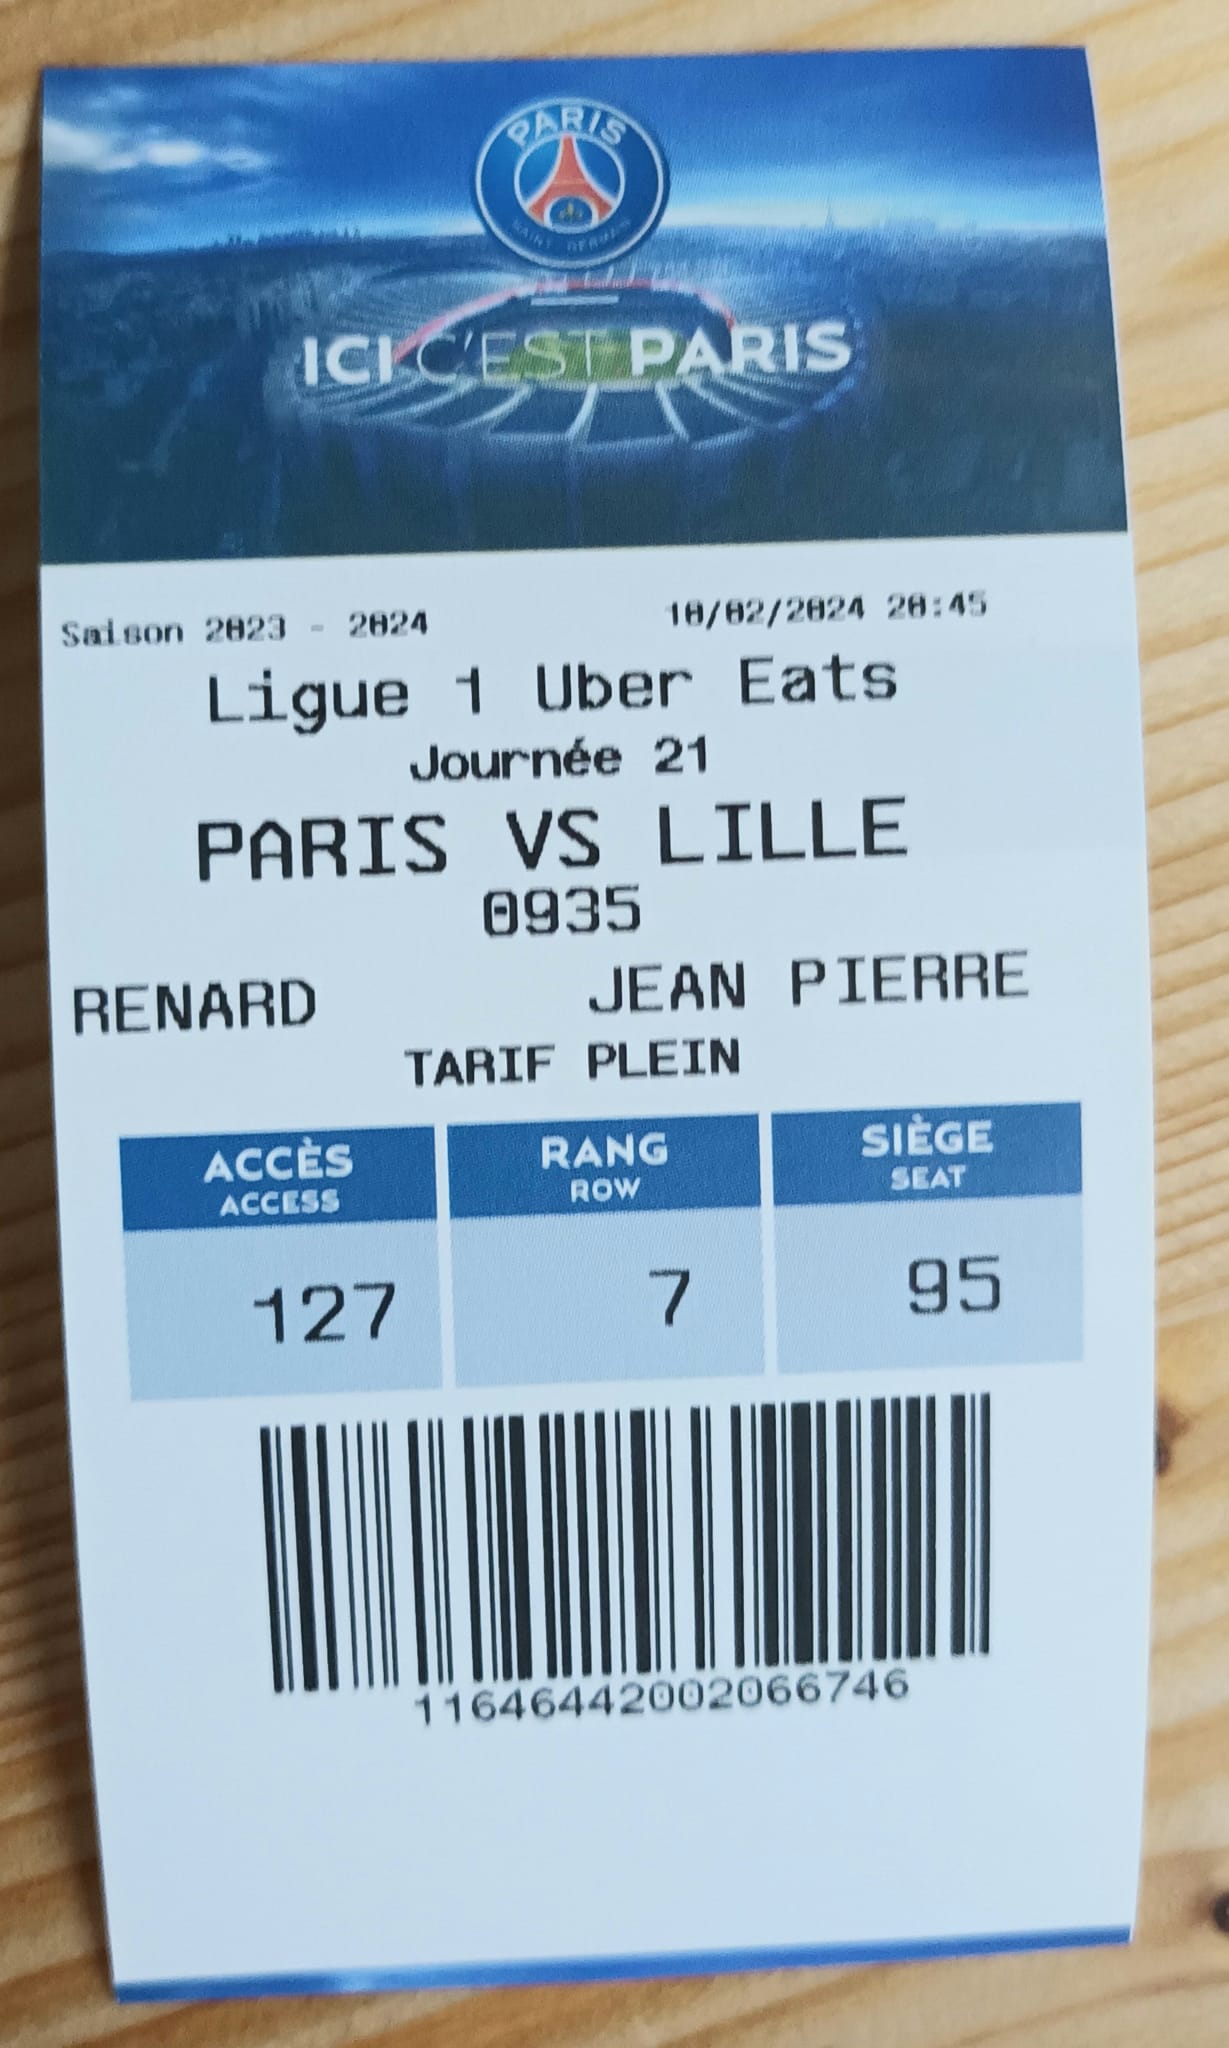 PARIS
SAINT GERMAIN
ICI C'EST PARIS
Saison 2023 - 2024 10/02/2024 20:45
Ligue 1 Uber Eats
Journée 21
PARIS VS LILLE
0935
RENARD JEAN PIERRE
TARIF PLEIN
ACCÈS RANG SIÈGE
ACCESS ROW SEAT
127 7 95
11646442002066746